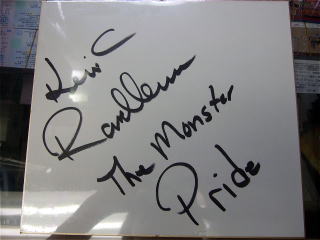 Kevin
Randleman
The Monster
Pride